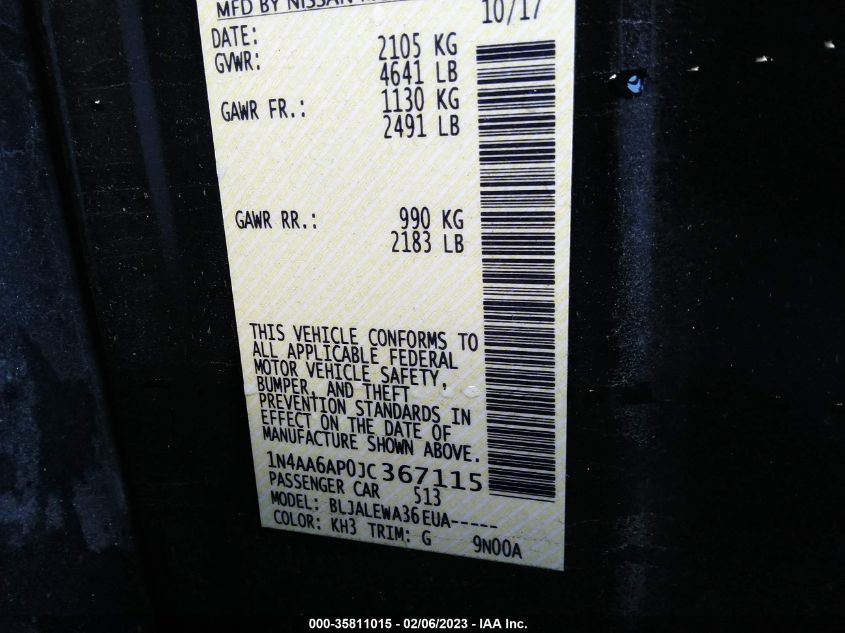 MFD BY NISSAN
DATE: 10/17
GVWR: 2105 KG
4641 LB
GAWR FR.: 1130 KG
2491 LB
GAWR RR.: 990 KG
2183 LB
THIS VEHICLE CONFORMS TO
ALL APPLICABLE FEDERAL
MOTOR VEHICLE SAFETY,
BUMPER, AND THEFT
PREVENTION STANDARDS IN
EFFECT ON THE DATE OF
MANUFACTURE SHOWN ABOVE.
1N4AA6AP0JC367115
PASSENGER CAR 513
MODEL: BLJALEWA36EUA-----
COLOR: KH3 TRIM: G 9N00A
000-35811015 - 02/06/2023 - IAA Inc.